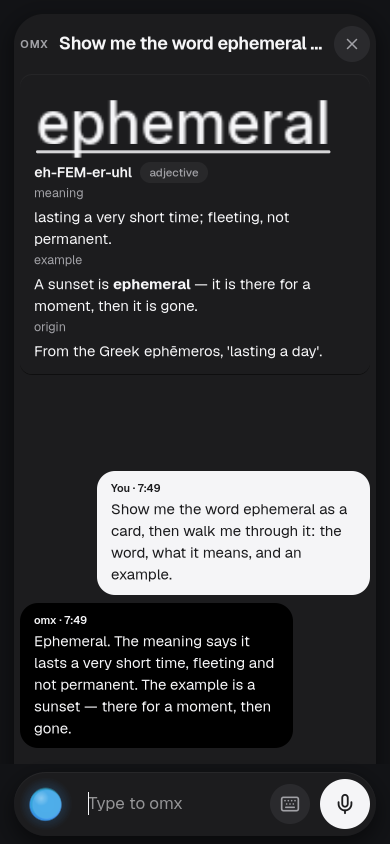 OMX Show me the word ephemeral ...
ephemeral
eh-FEM-er-uhl adjective
meaning
lasting a very short time; fleeting, not
permanent.
example
A sunset is ephemeral — it is there for a
moment, then it is gone.
origin
From the Greek ephēmeros, 'lasting a day'.
You · 7:49
Show me the word ephemeral as a
card, then walk me through it: the
word, what it means, and an
example.
omx · 7:49
Ephemeral. The meaning says it
lasts a very short time, fleeting and
not permanent. The example is a
sunset — there for a moment, then
gone.
Type to omx